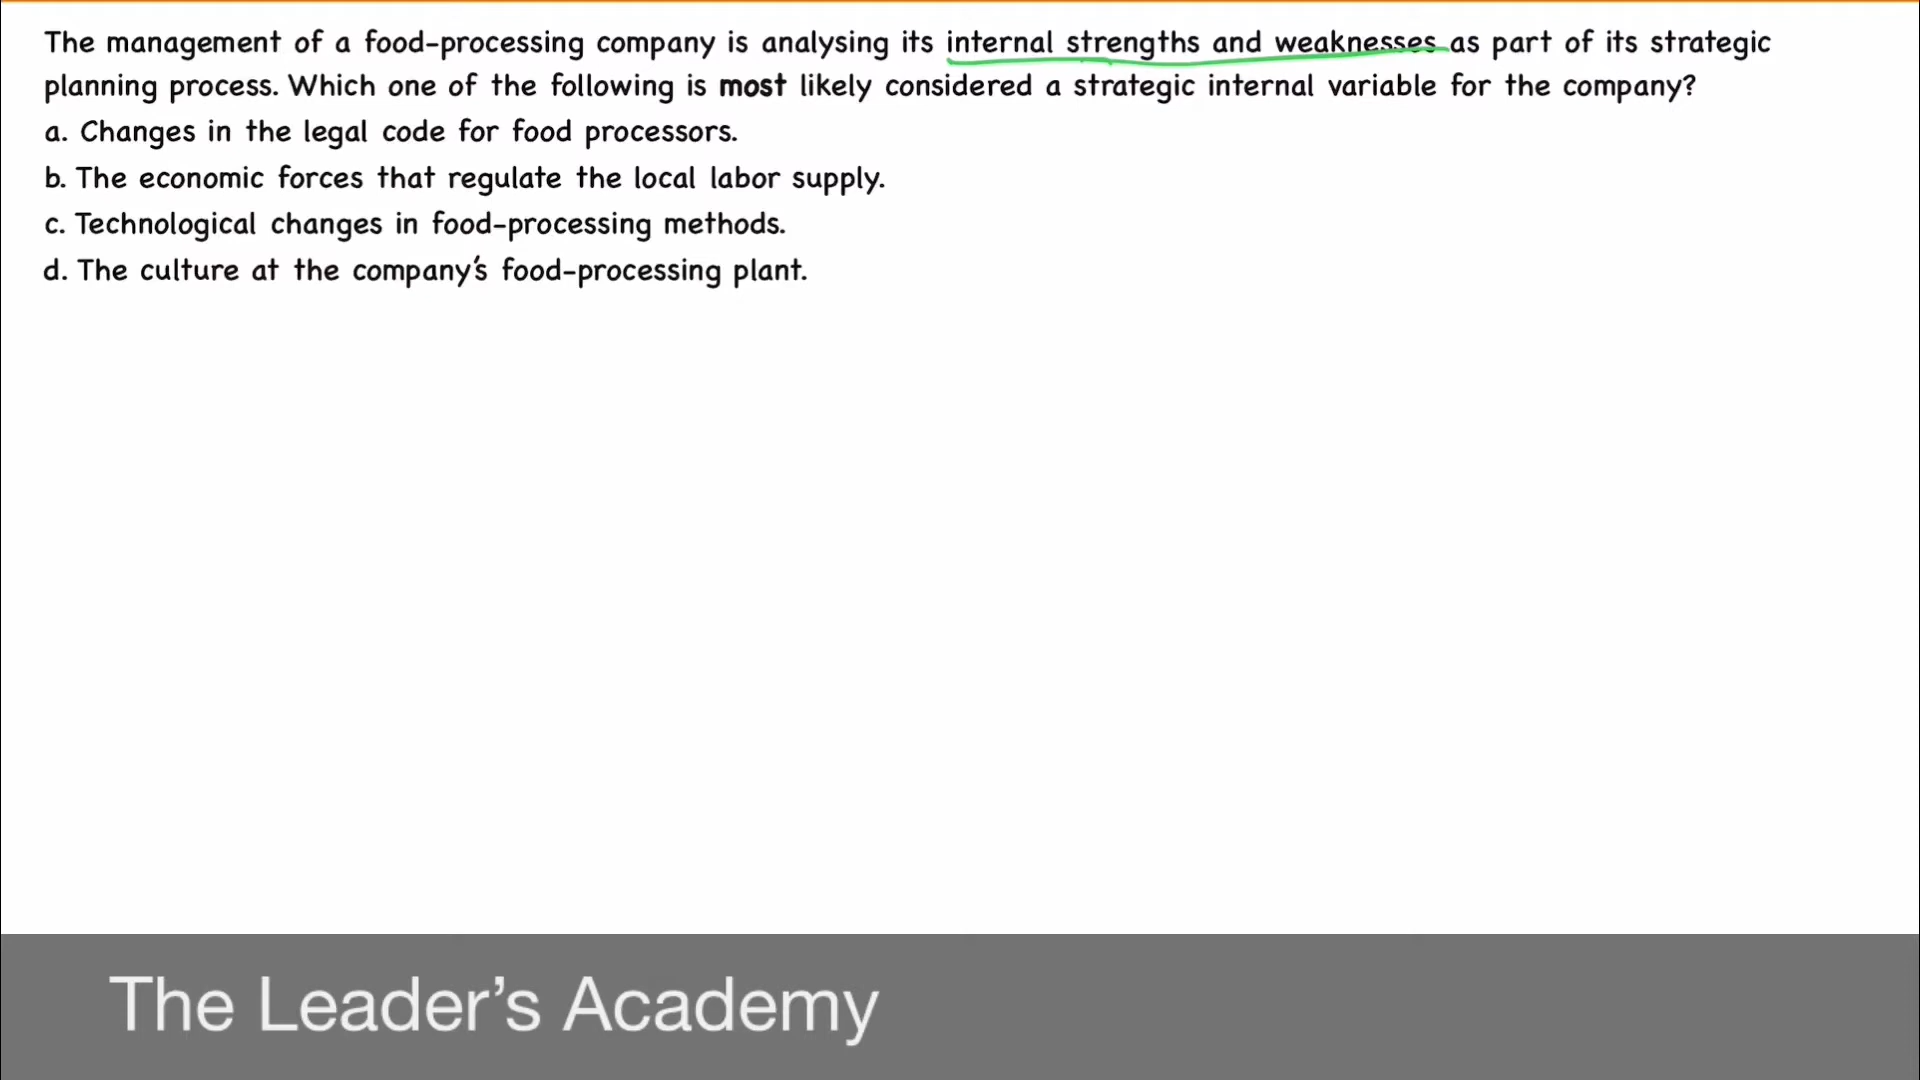 The management of a food-processing company is analysing its internal strengths and weaknesses as part of its strategic
planning process. Which one of the following is most likely considered a strategic internal variable for the company?
a. Changes in the legal code for food processors.
b. The economic forces that regulate the local labor supply.
c. Technological changes in food-processing methods.
d. The culture at the company's food-processing plant.
The Leader's Academy